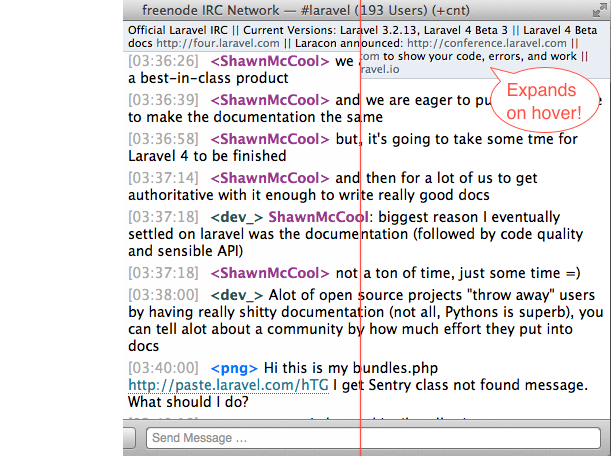 freenode IRC Network — #laravel (193 Users) (+cnt)
Official Laravel IRC || Current Versions: Laravel 3.2.13, Laravel 4 Beta 3 || Laravel 4 Beta
docs http://four.laravel.com || Laracon announced: http://conference.laravel.com ||
com to show your code, errors, and work ||
ravel.io
[03:36:26] <ShawnMcCool> we a
a best-in-class product
Expands
on hover!
[03:36:39] <ShawnMcCool> and we are eager to pu e
to make the documentation the same
[03:36:58] <ShawnMcCool> but, it's going to take some tme for
Laravel 4 to be finished
[03:37:14] <ShawnMcCool> and then for a lot of us to get
authoritative with it enough to write really good docs
[03:37:18] <dev_> ShawnMcCool: biggest reason I eventually
settled on laravel was the documentation (followed by code quality
and sensible API)
[03:37:18] <ShawnMcCool> not a ton of time, just some time =)
[03:38:00] <dev_> Alot of open source projects "throw away" users
by having really shitty documentation (not all, Pythons is superb), you
can tell alot about a community by how much effort they put into
docs
[03:40:00] <png> Hi this is my bundles.php
http://paste.laravel.com/hTG I get Sentry class not found message.
What should I do?
Send Message ...